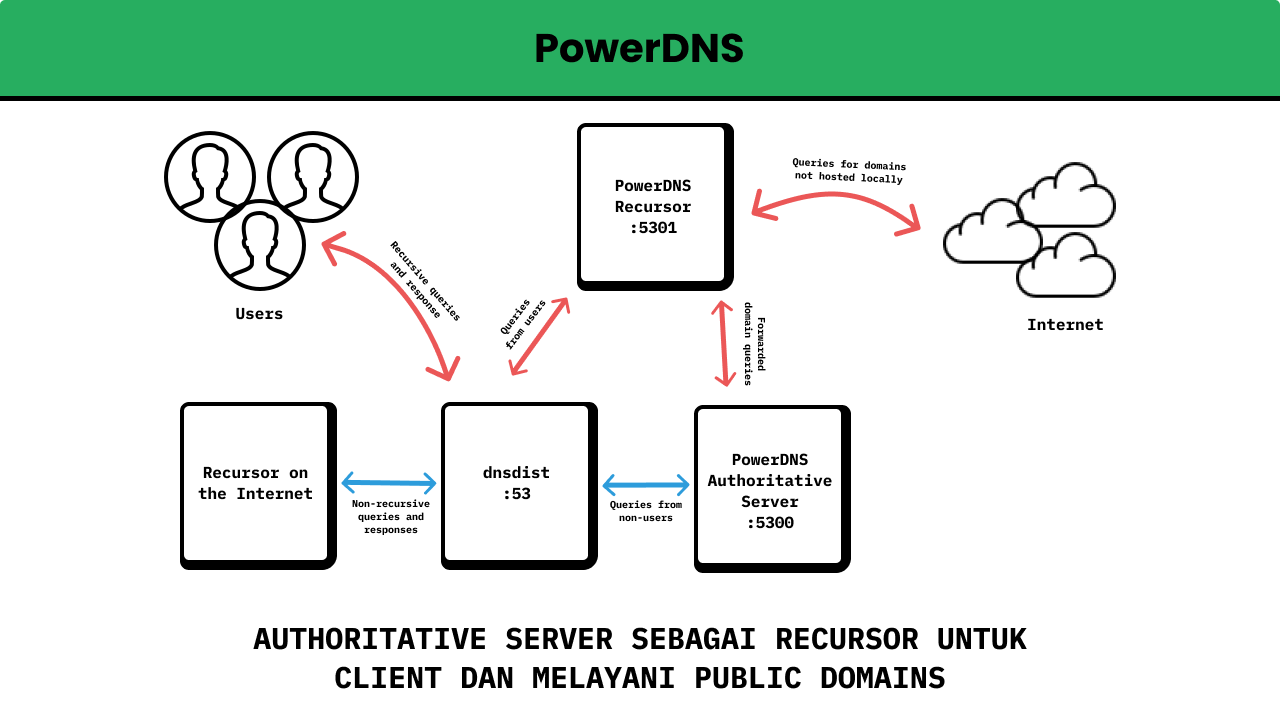 PowerDNS
PowerDNS
Recursor
:5301
Queries for domains
not hosted locally
Users
Recursive queries
and response
Queries
from users
Forwarded
domain queries
Internet
Recursor on
the Internet
Non-recursive
queries and
responses
dnsdist
:53
Queries from
non-users
PowerDNS
Authoritative
Server
:5300
AUTHORITATIVE SERVER SEBAGAI RECURSOR UNTUK
CLIENT DAN MELAYANI PUBLIC DOMAINS